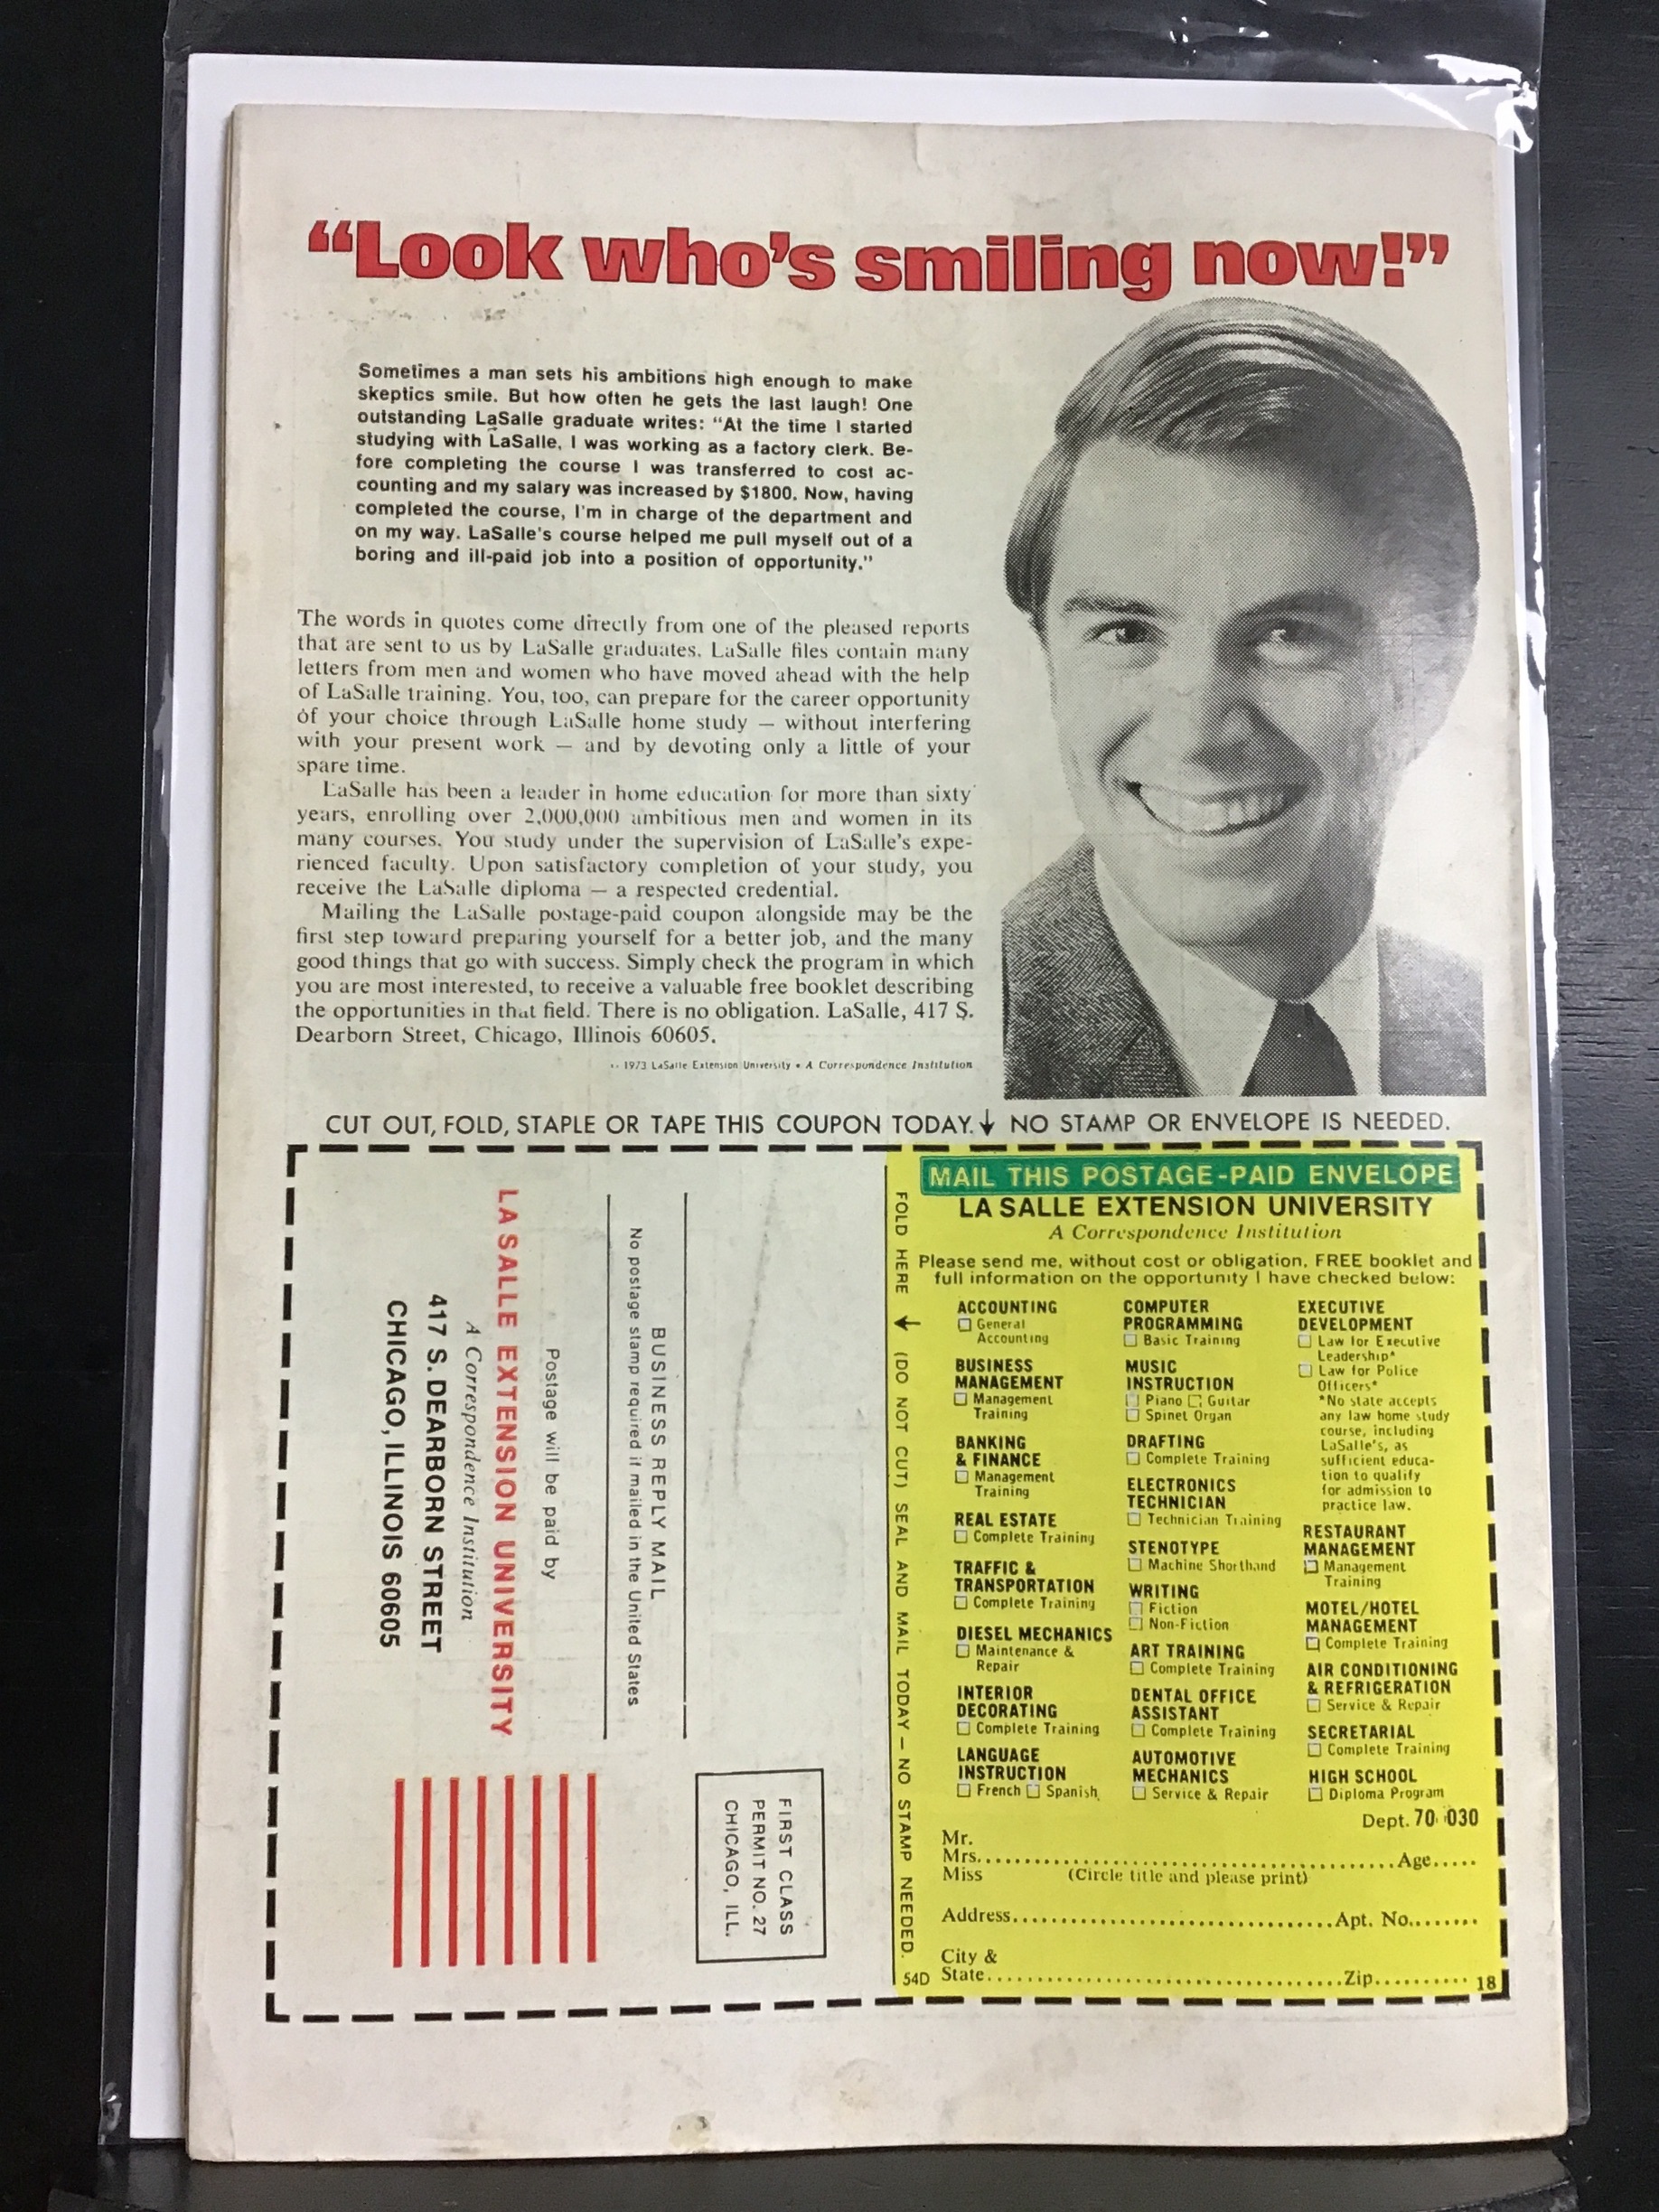 “Look who’s smiling now!”
Sometimes a man sets his ambitions high enough to make
skeptics smile. But how often he gets the last laugh! One
outstanding LaSalle graduate writes: “At the time I started
studying with LaSalle, I was working as a factory clerk. Be-
fore completing the course I was transferred to cost ac-
counting and my salary was increased by $1800. Now, having
completed the course, I'm in charge of the department and
on my way. LaSalle's course helped me pull myself out of a
boring and ill-paid job into a position of opportunity.”
The words in quotes come directly from one of the pleased reports
that are sent to us by LaSalle graduates. LaSalle files contain many
letters from men and women who have moved ahead with the help
of LaSalle training. You, too, can prepare for the career opportunity
of your choice through LaSalle home study — without interfering
with your present work — and by devoting only a little of your
spare time.
LaSalle has been a leader in home education for more than sixty
years, enrolling over 2,000,000 ambitious men and women in its
many courses. You study under the supervision of LaSalle's expe-
rienced faculty. Upon satisfactory completion of your study, you
receive the LaSalle diploma — a respected credential.
Mailing the LaSalle postage-paid coupon alongside may be the
first step toward preparing yourself for a better job, and the many
good things that go with success. Simply check the program in which
you are most interested, to receive a valuable free booklet describing
the opportunities in that field. There is no obligation. LaSalle, 417 S.
Dearborn Street, Chicago, Illinois 60605.
1973 LaSalle Extension University • A Correspondence Institution
CUT OUT, FOLD, STAPLE OR TAPE THIS COUPON TODAY. ↓ NO STAMP OR ENVELOPE IS NEEDED.
FIRST CLASS
PERMIT NO. 27
CHICAGO, ILL.
BUSINESS REPLY MAIL
No postage stamp required if mailed in the United States
Postage will be paid by
LA SALLE EXTENSION UNIVERSITY
A Correspondence Institution
417 S. DEARBORN STREET
CHICAGO, ILLINOIS 60605
FOLD HERE ← (DO NOT CUT) SEAL AND MAIL TODAY — NO STAMP NEEDED.
MAIL THIS POSTAGE-PAID ENVELOPE
LA SALLE EXTENSION UNIVERSITY
A Correspondence Institution
Please send me, without cost or obligation, FREE booklet and
full information on the opportunity I have checked below:
ACCOUNTING
☐ General
Accounting
BUSINESS
MANAGEMENT
☐ Management
Training
BANKING
& FINANCE
☐ Management
Training
REAL ESTATE
☐ Complete Training
TRAFFIC &
TRANSPORTATION
☐ Complete Training
DIESEL MECHANICS
☐ Maintenance &
Repair
INTERIOR
DECORATING
☐ Complete Training
LANGUAGE
INSTRUCTION
☐ French ☐ Spanish
COMPUTER
PROGRAMMING
☐ Basic Training
MUSIC
INSTRUCTION
☐ Piano ☐ Guitar
☐ Spinet Organ
DRAFTING
☐ Complete Training
ELECTRONICS
TECHNICIAN
☐ Technician Training
STENOTYPE
☐ Machine Shorthand
WRITING
☐ Fiction
☐ Non-Fiction
ART TRAINING
☐ Complete Training
DENTAL OFFICE
ASSISTANT
☐ Complete Training
AUTOMOTIVE
MECHANICS
☐ Service & Repair
EXECUTIVE
DEVELOPMENT
☐ Law for Executive
Leadership*
☐ Law for Police
Officers*
*No state accepts
any law home study
course, including
LaSalle's, as
sufficient educa-
tion to qualify
for admission to
practice law.
RESTAURANT
MANAGEMENT
☐ Management
Training
MOTEL/HOTEL
MANAGEMENT
☐ Complete Training
AIR CONDITIONING
& REFRIGERATION
☐ Service & Repair
SECRETARIAL
☐ Complete Training
HIGH SCHOOL
☐ Diploma Program
Dept. 70-030
Mr.
Mrs. Age
Miss (Circle title and please print)
Address Apt. No.
City &
State Zip
54D 18